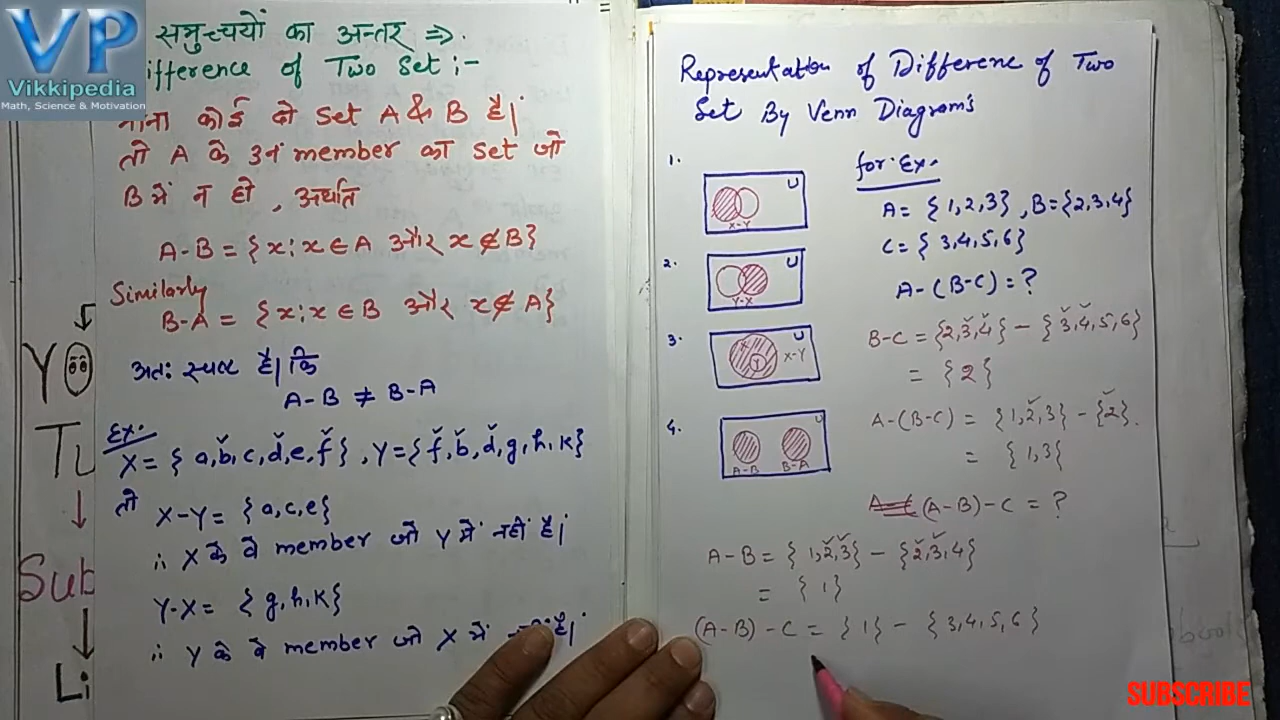 VP
Vikkipedia
Math, Science & Motivation
समुच्चयों का अन्तर ⇒.
ifference of Two Set :-
माना कोई दो Set A & B है|
तो A के उन member का Set जो
B में न हो , अर्थात
A-B = {x: x ∈ A और x ∉ B}
Similarly
B-A = {x: x ∈ B और x ∉ A}
अतः स्पष्ट है| कि
A-B ≠ B-A
Ex.
X = { a,b,c,d,e,f } , Y = {f,b,d,g,h,k}
तो X-Y = {a,c,e}
∴ X के वे member जो Y में नहीं है|
Y-X = {g,h,k}
∴ Y के वे member जो X में है|
YO
Tu
Sub
Li
Representation of Difference of Two
Set By Venn Diagram's
1.
U
X-Y
2.
U
Y-X
3.
U
X
Y
X-Y
4.
U
A-B B-A
for Ex.
A = {1,2,3} , B = {2,3,4}
C = {3,4,5,6}
A-(B-C) = ?
B-C = {2,3,4} - {3,4,5,6}
= {2}
A-(B-C) = {1,2,3} - {2}.
= {1,3}
(A-B)-C = ?
A-B = {1,2,3} - {2,3,4}
= {1}
(A-B)-C = {1} - {3,4,5,6}
SUBSCRIBE